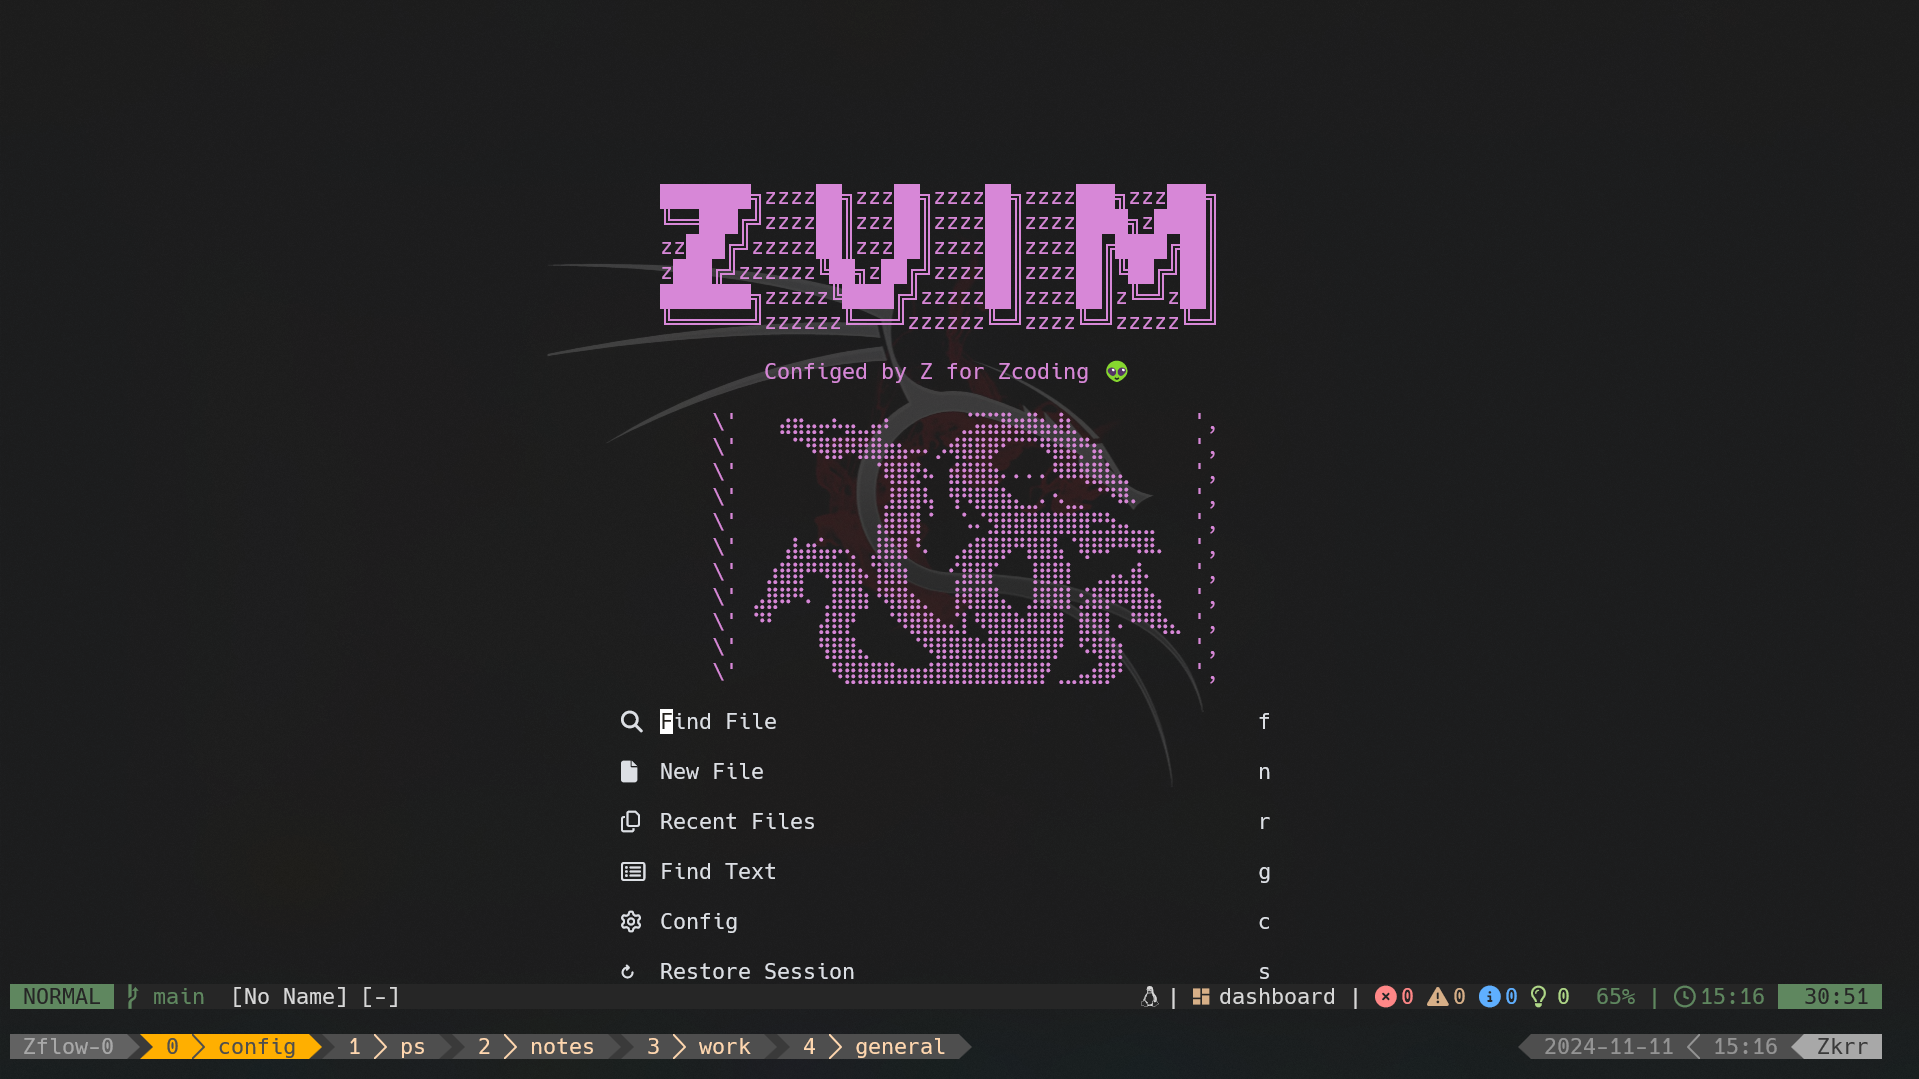 ZVIM
Configed by Z for Zcoding 👽
Find File f
New File n
Recent Files r
Find Text g
Config c
Restore Session s
NORMAL main [No Name] [-] | dashboard | 0 0 0 0 65% | 15:16 30:51
Zflow-0 0 config 1 ps 2 notes 3 work 4 general 2024-11-11 15:16 Zkrr